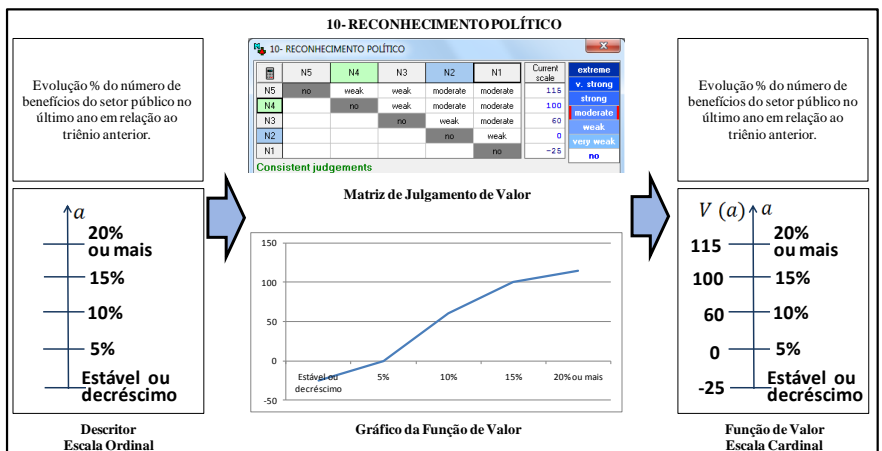 10- RECONHECIMENTO POLÍTICO
Evolução % do número de
benefícios do setor público no
último ano em relação ao
triênio anterior.
a
20%
ou mais
15%
10%
5%
Estável ou
decréscimo
Descritor
Escala Ordinal
10- RECONHECIMENTO POLÍTICO
N5 N4 N3 N2 N1 Current scale
N5 no weak weak moderate moderate 115
N4 no weak moderate moderate 100
N3 no weak moderate 60
N2 no weak 0
N1 no -25
extreme
v. strong
strong
moderate
weak
very weak
no
Consistent judgements
Matriz de Julgamento de Valor
150
100
50
0
-50
Estável ou
decréscimo
5%
10%
15%
20% ou mais
Gráfico da Função de Valor
Evolução % do número de
benefícios do setor público no
último ano em relação ao
triênio anterior.
V (a) a
115 20%
ou mais
100 15%
60 10%
0 5%
-25 Estável ou
decréscimo
Função de Valor
Escala Cardinal